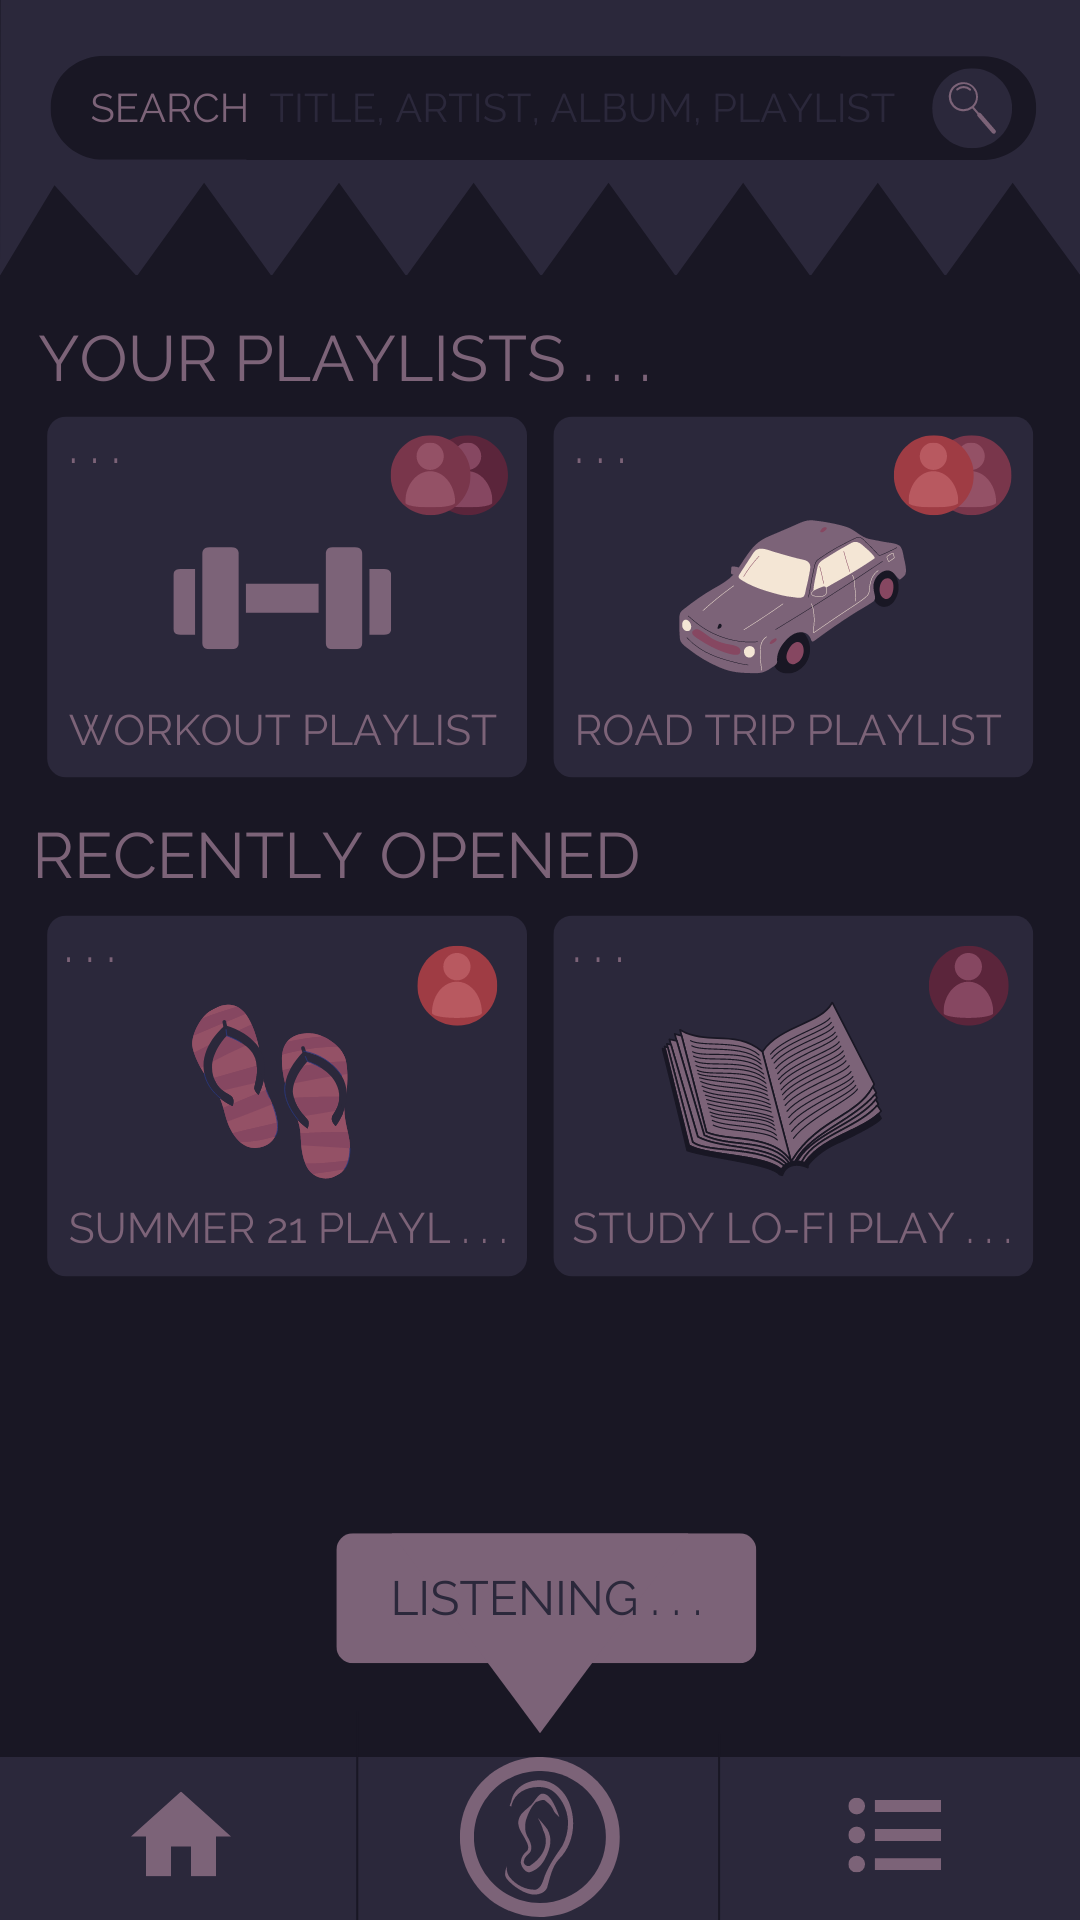 SEARCH TITLE, ARTIST, ALBUM, PLAYLIST
YOUR PLAYLISTS . . .
. . .
. . .
WORKOUT PLAYLIST
ROAD TRIP PLAYLIST
RECENTLY OPENED
. . .
. . .
SUMMER 21 PLAYL . . .
STUDY LO-FI PLAY . . .
LISTENING . . .